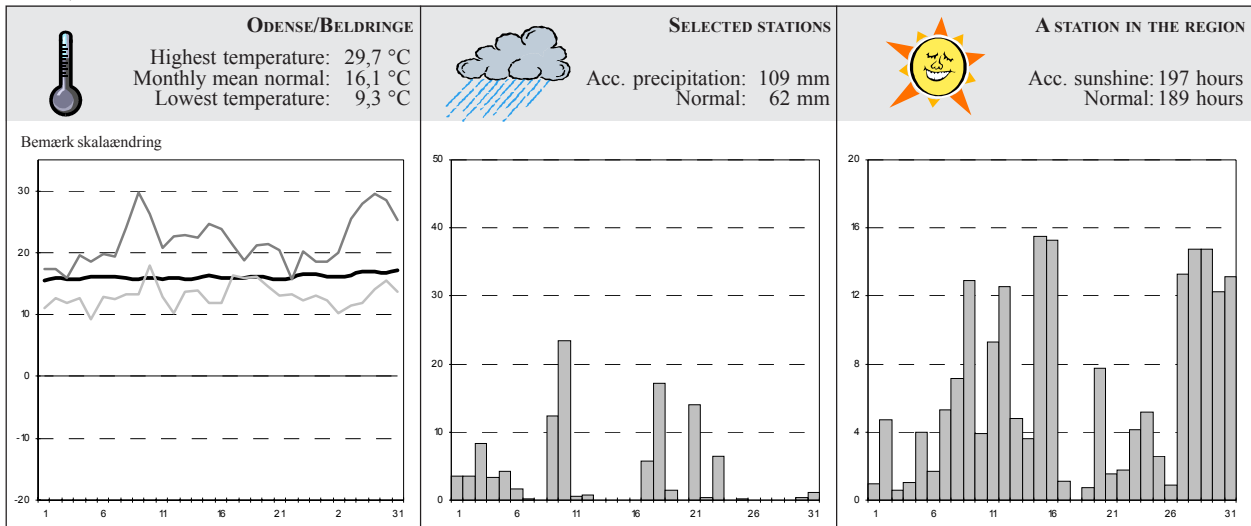 ODENSE/BELDRINGE
Highest temperature: 29,7 °C
Monthly mean normal: 16,1 °C
Lowest temperature: 9,3 °C
SELECTED STATIONS
Acc. precipitation: 109 mm
Normal: 62 mm
A STATION IN THE REGION
Acc. sunshine: 197 hours
Normal: 189 hours
Bemærk skalaændring
30
20
10
0
-10
-20
1 6 11 16 21 2 31
50
40
30
20
10
0
1 6 11 16 21 26 31
20
16
12
8
4
0
1 6 11 16 21 26 31